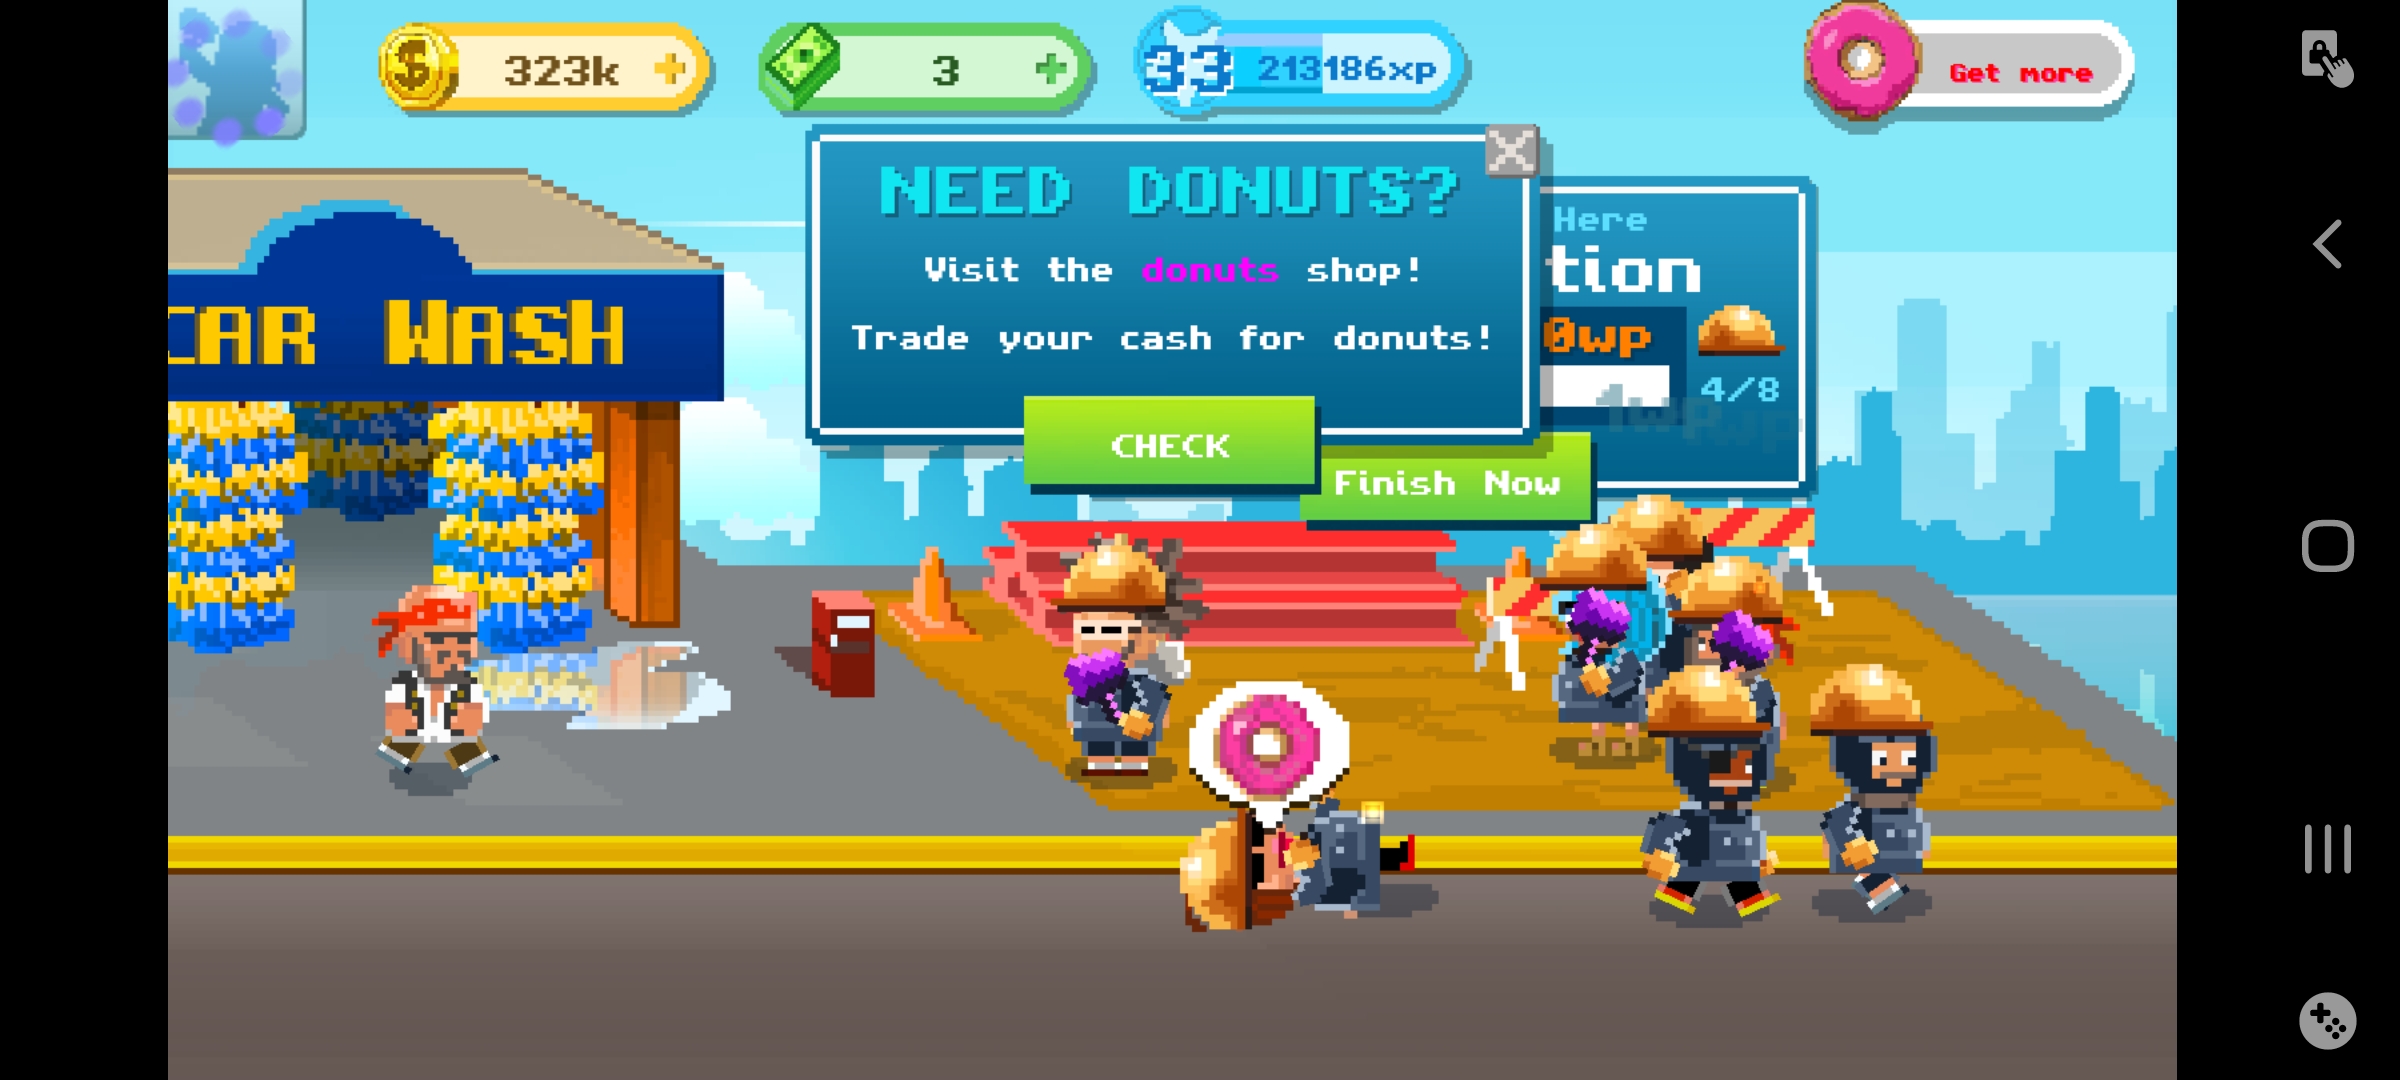 323k
3
33
213186xp
Get more
NEED DONUTS?
Visit the donuts shop!
Trade your cash for donuts!
CHECK
Here
tion
0wp
4/8
Finish Now
CAR WASH